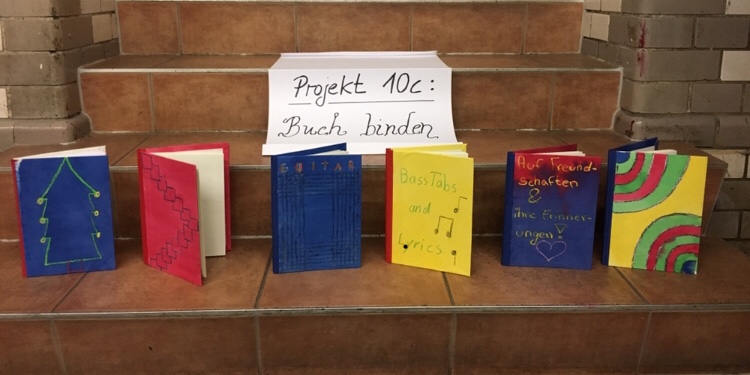 Projekt 10c:
Buch binden
GUITAR
BassTabs
and
Lyrics
Auf Freund-
schaften
&
ihre Erinner-
ungen!